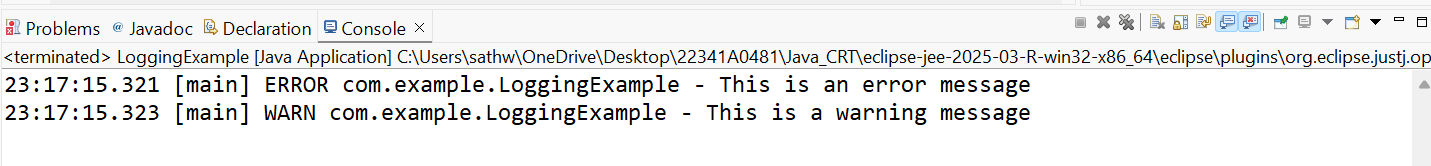 Problems @ Javadoc Declaration Console
<terminated> LoggingExample [Java Application] C:\Users\sathw\OneDrive\Desktop\22341A0481\Java_CRT\eclipse-jee-2025-03-R-win32-x86_64\eclipse\plugins\org.eclipse.justj.op
23:17:15.321 [main] ERROR com.example.LoggingExample - This is an error message
23:17:15.323 [main] WARN com.example.LoggingExample - This is a warning message